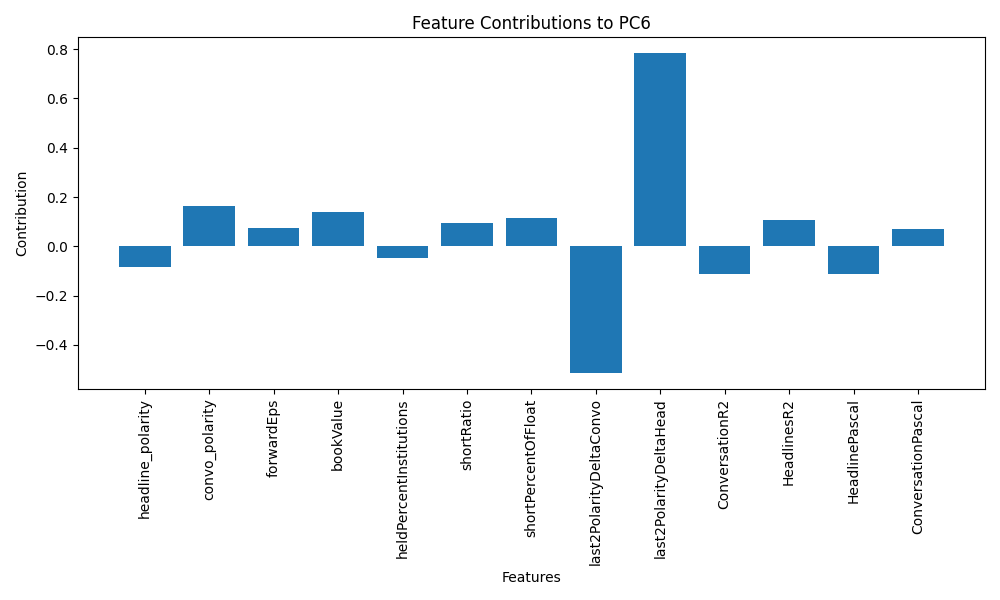 Feature Contributions to PC6
Contribution
0.8
0.6
0.4
0.2
0.0
−0.2
−0.4
headline_polarity
convo_polarity
forwardEps
bookValue
heldPercentInstitutions
shortRatio
shortPercentOfFloat
last2PolarityDeltaConvo
last2PolarityDeltaHead
ConversationR2
HeadlinesR2
HeadlinePascal
ConversationPascal
Features